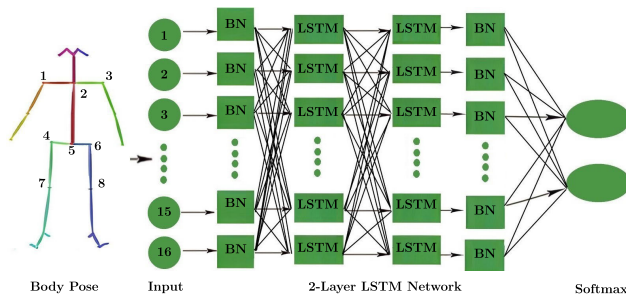 1
2
3
4
5
6
7
8
Body Pose
1
2
3
15
16
Input
BN
BN
BN
BN
BN
LSTM
LSTM
LSTM
LSTM
LSTM
LSTM
LSTM
LSTM
LSTM
LSTM
BN
BN
BN
BN
BN
2-Layer LSTM Network
Softmax